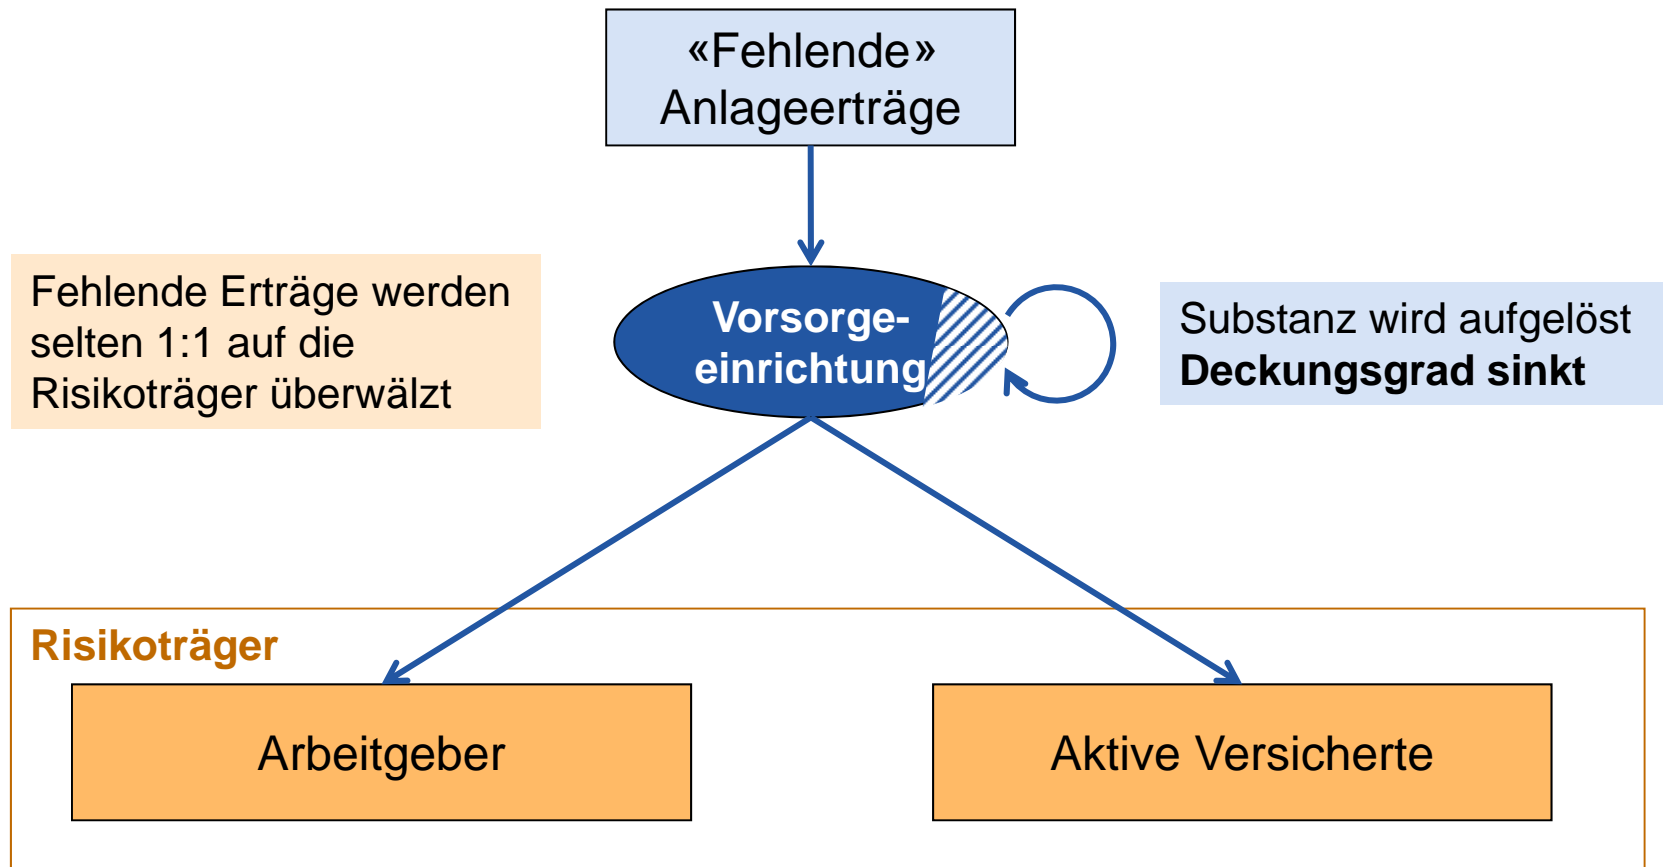 «Fehlende»
Anlageerträge
Fehlende Erträge werden
selten 1:1 auf die
Risikoträger überwälzt
Vorsorge-
einrichtung
Substanz wird aufgelöst
Deckungsgrad sinkt
Risikoträger
Arbeitgeber
Aktive Versicherte